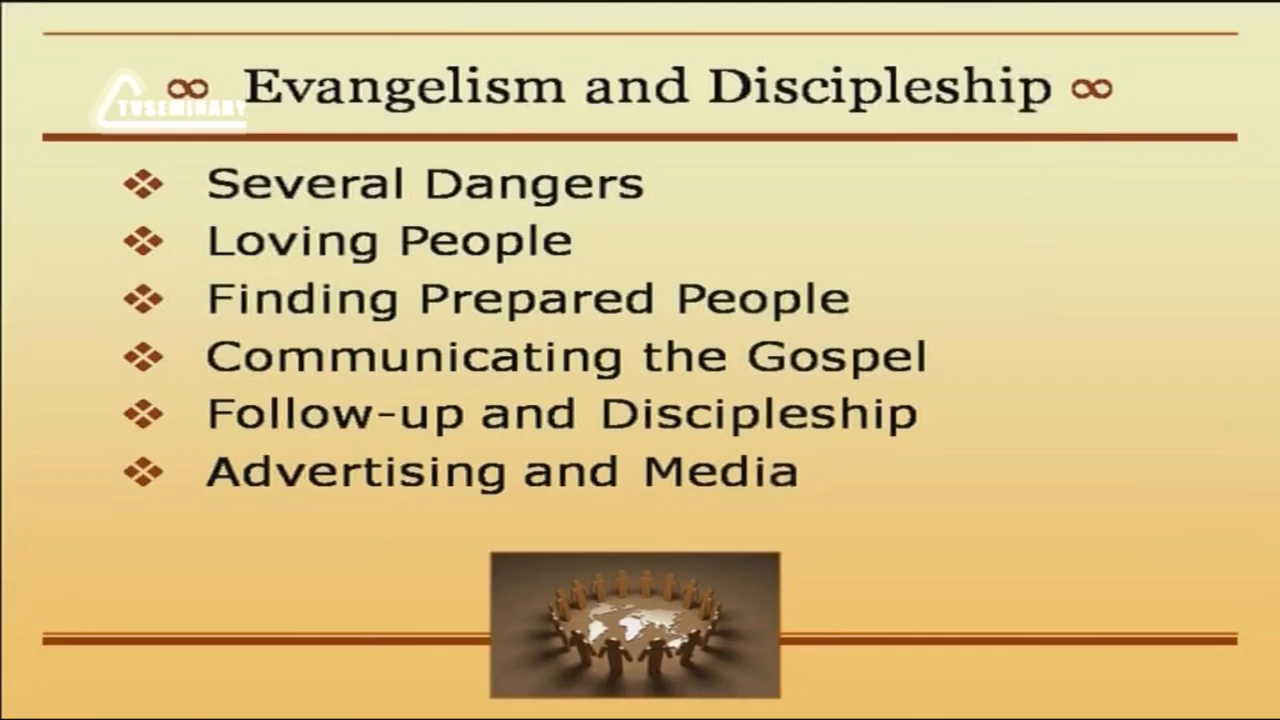 ∞ Evangelism and Discipleship ∞
TVSEMINARY
❖ Several Dangers
❖ Loving People
❖ Finding Prepared People
❖ Communicating the Gospel
❖ Follow-up and Discipleship
❖ Advertising and Media